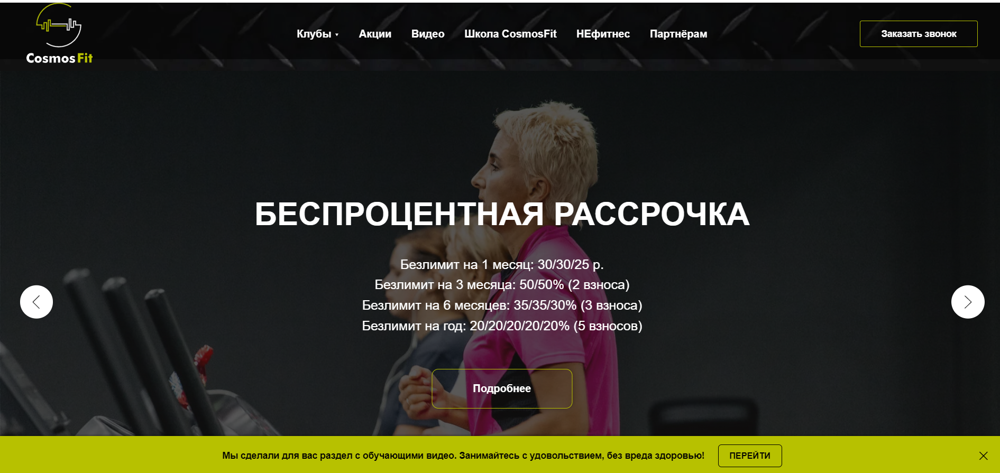 CosmosFit
Клубы Акции Видео Школа CosmosFit НЕфитнес Партнёрам
Заказать звонок
БЕСПРОЦЕНТНАЯ РАССРОЧКА
Безлимит на 1 месяц: 30/30/25 р.
Безлимит на 3 месяца: 50/50% (2 взноса)
Безлимит на 6 месяцев: 35/35/30% (3 взноса)
Безлимит на год: 20/20/20/20/20% (5 взносов)
Подробнее
Мы сделали для вас раздел с обучающими видео. Занимайтесь с удовольствием, без вреда здоровью!
ПЕРЕЙТИ